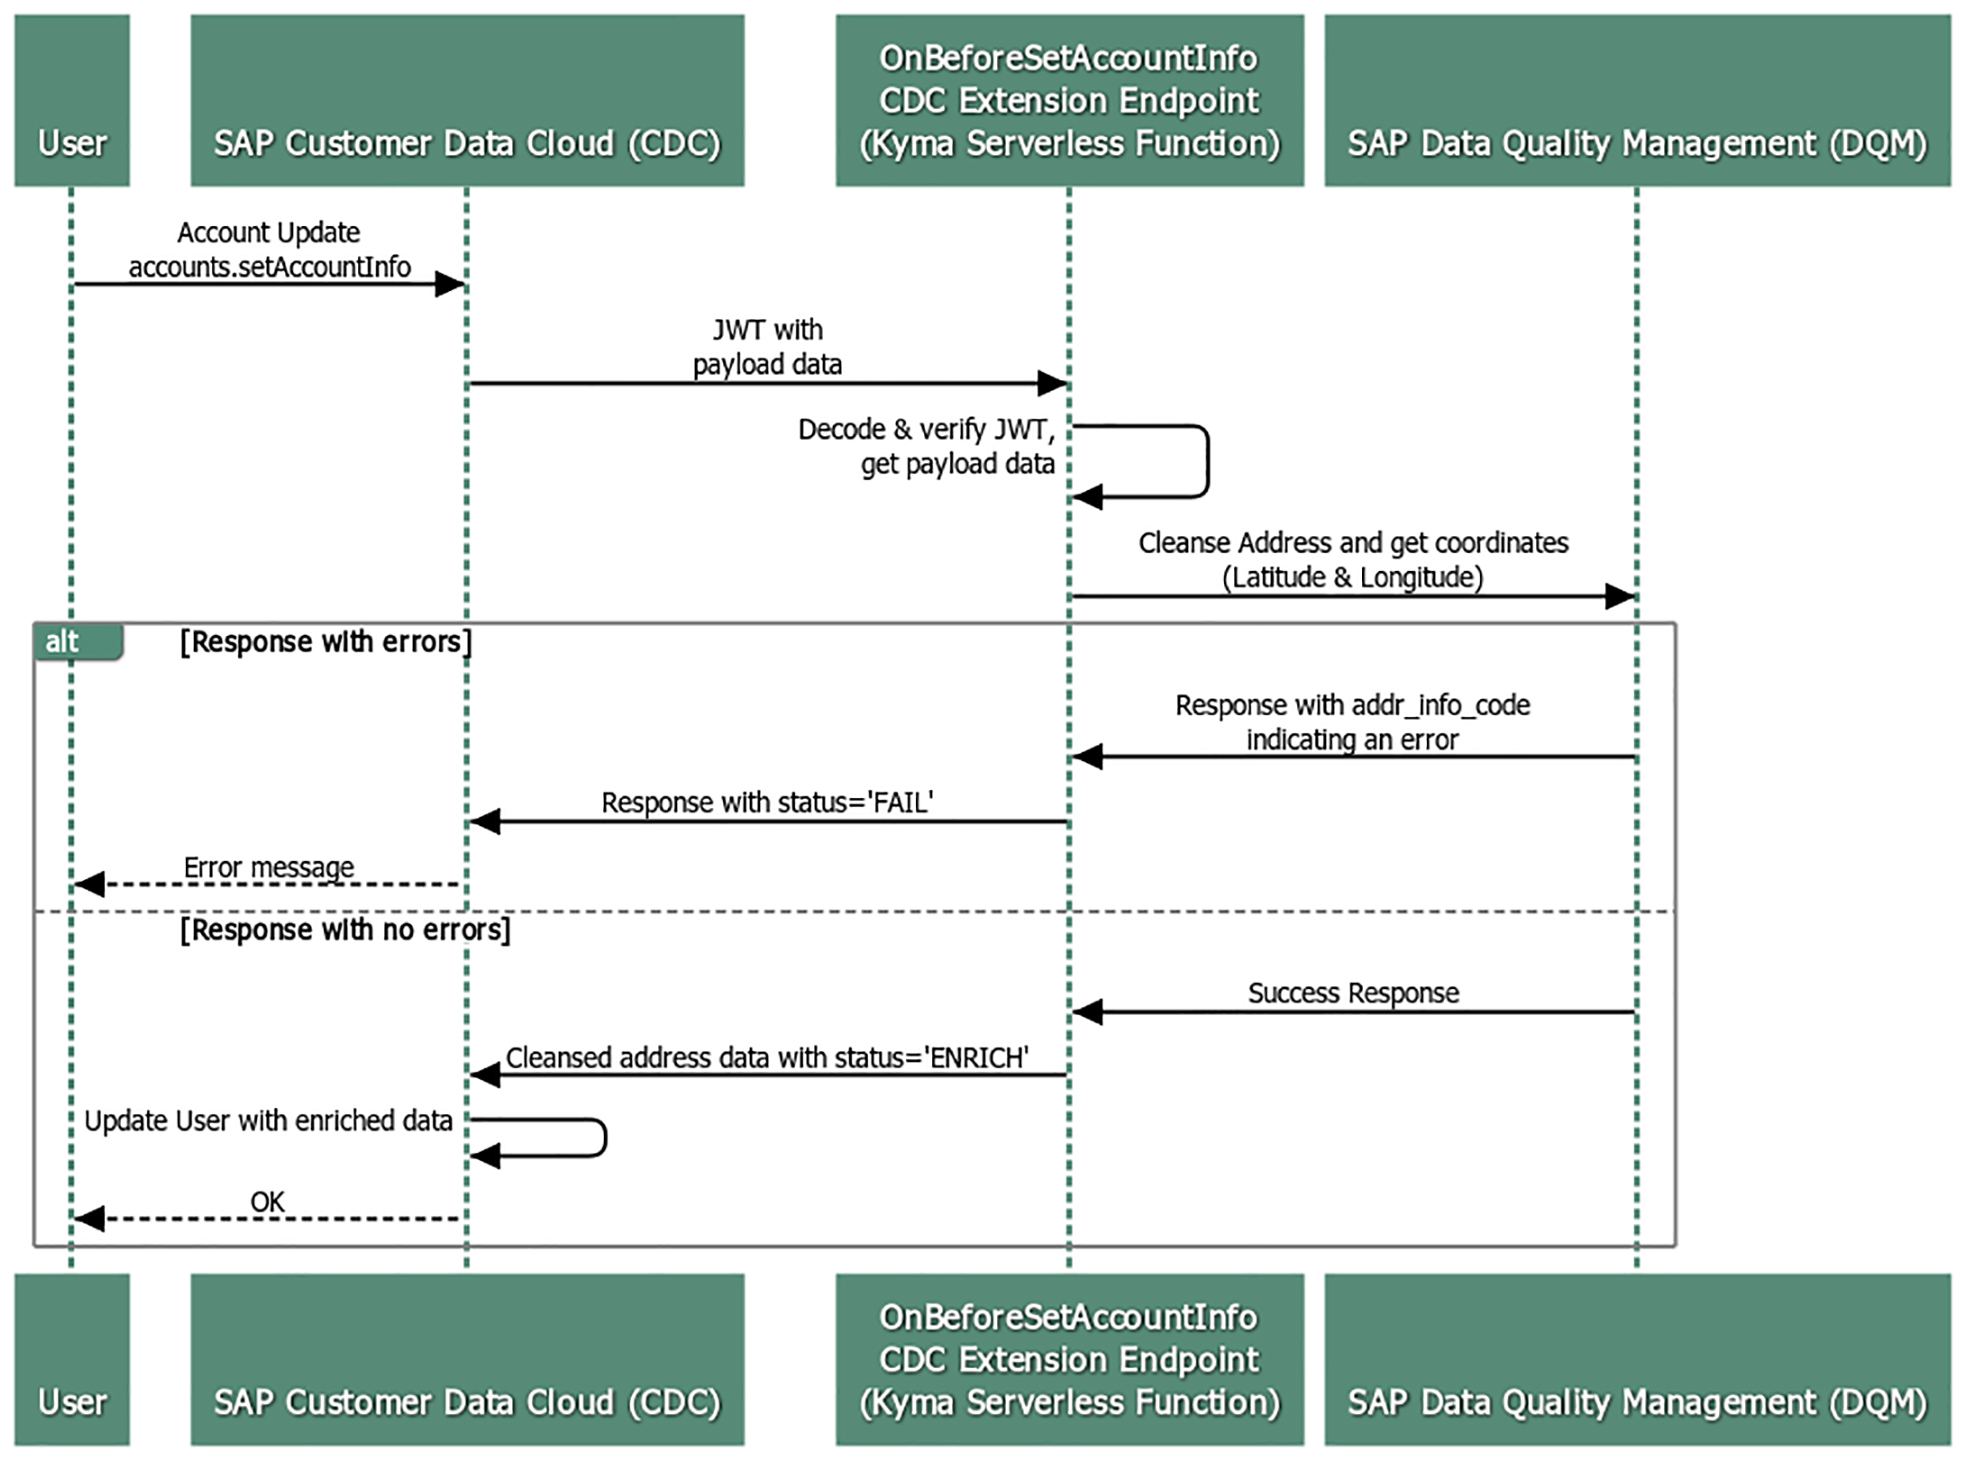 User
SAP Customer Data Cloud (CDC)
OnBeforeSetAccountInfo
CDC Extension Endpoint
(Kyma Serverless Function)
SAP Data Quality Management (DQM)
Account Update
accounts.setAccountInfo
JWT with
payload data
Decode & verify JWT,
get payload data
Cleanse Address and get coordinates
(Latitude & Longitude)
alt
[Response with errors]
Response with addr_info_code
indicating an error
Response with status='FAIL'
Error message
[Response with no errors]
Success Response
Cleansed address data with status='ENRICH'
Update User with enriched data
OK
User
SAP Customer Data Cloud (CDC)
OnBeforeSetAccountInfo
CDC Extension Endpoint
(Kyma Serverless Function)
SAP Data Quality Management (DQM)